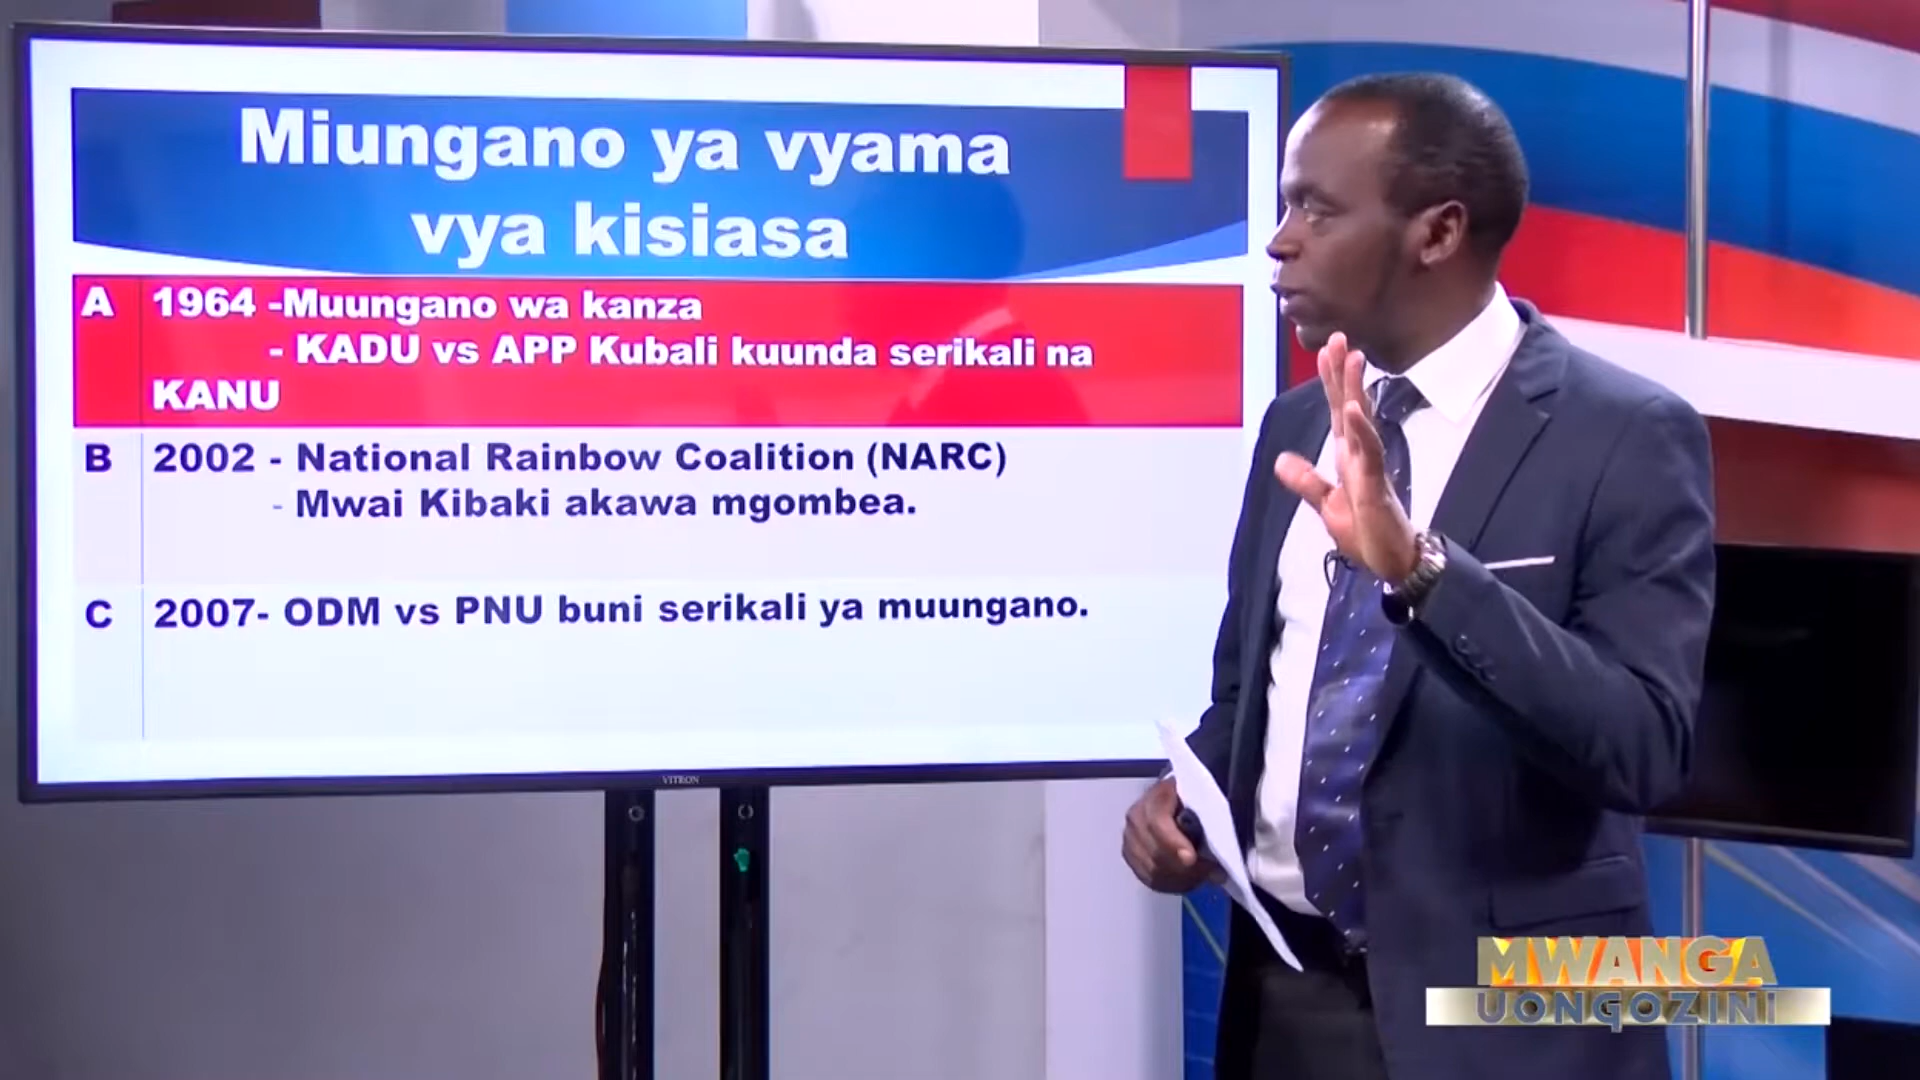 Miungano ya vyama
vya kisiasa
A 1964 -Muungano wa kanza
- KADU vs APP Kubali kuunda serikali na
KANU
B 2002 - National Rainbow Coalition (NARC)
- Mwai Kibaki akawa mgombea.
C 2007- ODM vs PNU buni serikali ya muungano.
VITRON
MWANGA
UONGOZINI